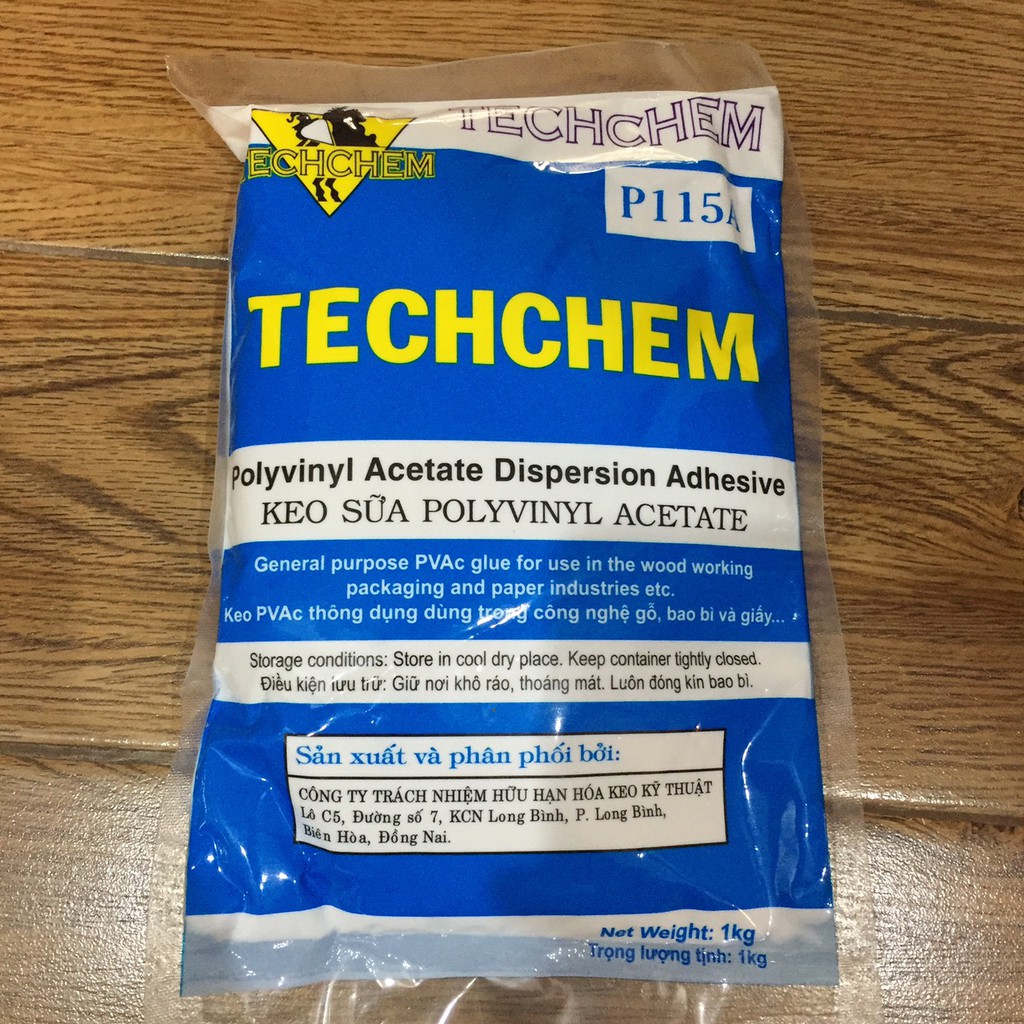 TECHCHEM
TECHCHEM
P115A
TECHCHEM
Polyvinyl Acetate Dispersion Adhesive
KEO SỮA POLYVINYL ACETATE
General purpose PVAc glue for use in the wood working
packaging and paper industries etc.
Keo PVAc thông dụng dùng trong công nghệ gỗ, bao bì và giấy...
Storage conditions: Store in cool dry place. Keep container tightly closed.
Điều kiện lưu trữ: Giữ nơi khô ráo, thoáng mát. Luôn đóng kín bao bì.
Sản xuất và phân phối bởi:
CÔNG TY TRÁCH NHIỆM HỮU HẠN HÓA KEO KỸ THUẬT
Lô C5, Đường số 7, KCN Long Bình, P. Long Bình,
Biên Hòa, Đồng Nai.
Net Weight: 1kg
Trọng lượng tịnh: 1kg